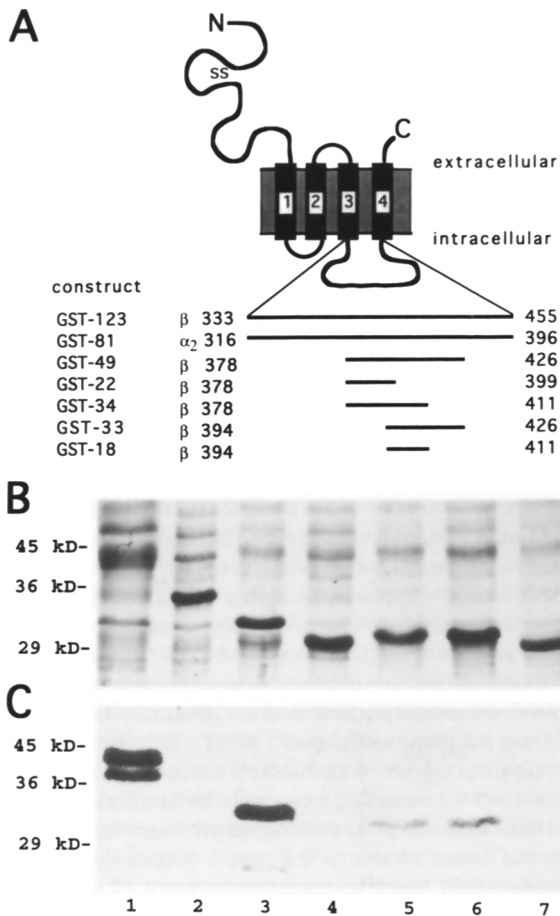 A
N
ss
C
extracellular
1 2 3 4
intracellular
construct
GST-123 β 333 455
GST-81 α2 316 396
GST-49 β 378 426
GST-22 β 378 399
GST-34 β 378 411
GST-33 β 394 426
GST-18 β 394 411
B
45 kD-
36 kD-
29 kD-
C
45 kD-
36 kD-
29 kD-
1 2 3 4 5 6 7